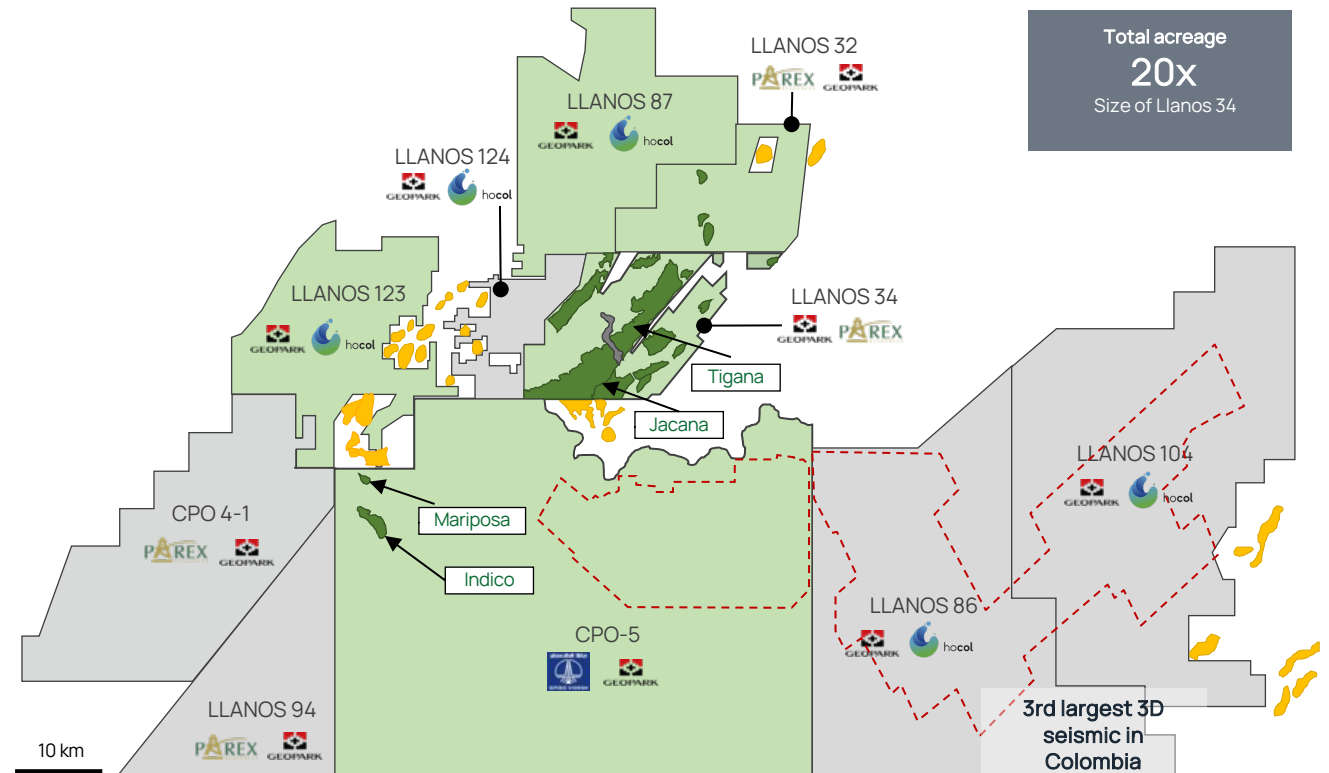 LLANOS 32
PAREX
GEOPARK
Total acreage
20x
Size of Llanos 34
LLANOS 87
GEOPARK
hocol
LLANOS 124
GEOPARK
hocol
LLANOS 123
GEOPARK
hocol
LLANOS 34
GEOPARK
PAREX
Tigana
Jacana
LLANOS 104
GEOPARK
hocol
CPO 4-1
PAREX
GEOPARK
Mariposa
Indico
LLANOS 86
GEOPARK
hocol
CPO-5
GEOPARK
LLANOS 94
PAREX
GEOPARK
3rd largest 3D
seismic in
Colombia
10 km